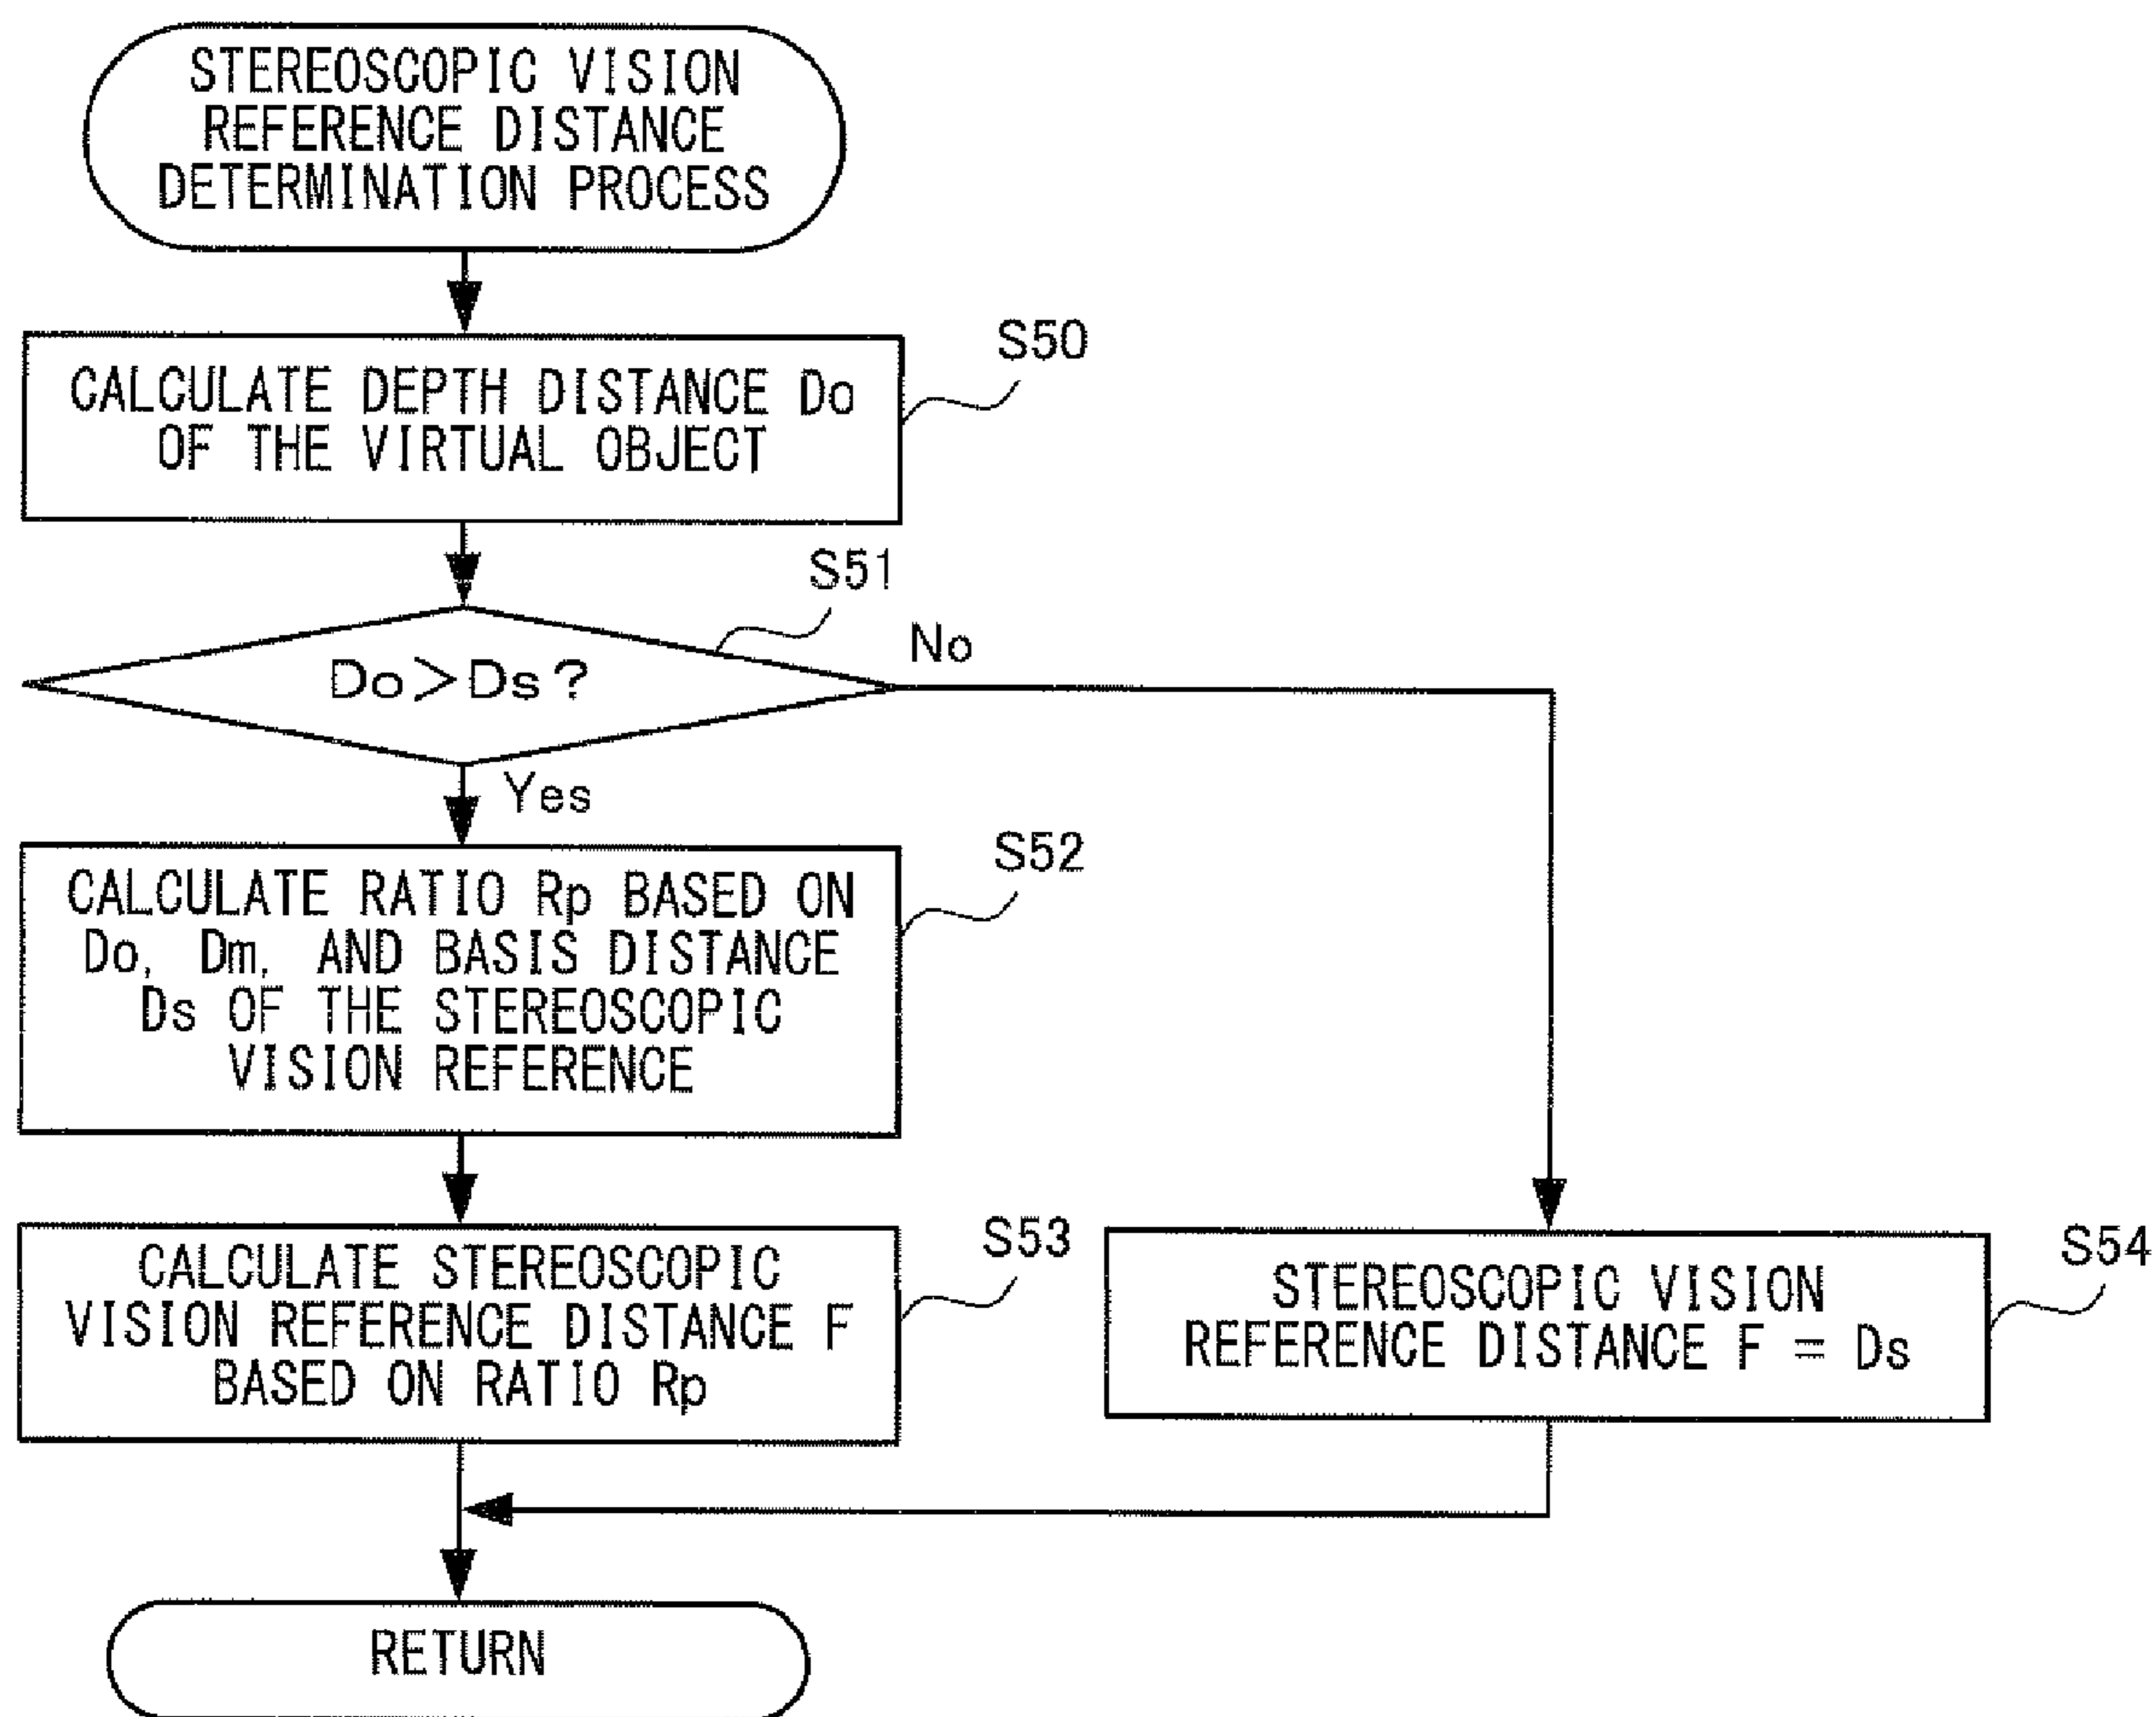 STEREOSCOPIC VISION
REFERENCE DISTANCE
DETERMINATION PROCESS
S50
CALCULATE DEPTH DISTANCE Do
OF THE VIRTUAL OBJECT
S51
Do>Ds?
No
Yes
S52
CALCULATE RATIO Rp BASED ON
Do, Dm, AND BASIS DISTANCE
Ds OF THE STEREOSCOPIC
VISION REFERENCE
S53
CALCULATE STEREOSCOPIC
VISION REFERENCE DISTANCE F
BASED ON RATIO Rp
S54
STEREOSCOPIC VISION
REFERENCE DISTANCE F = Ds
RETURN